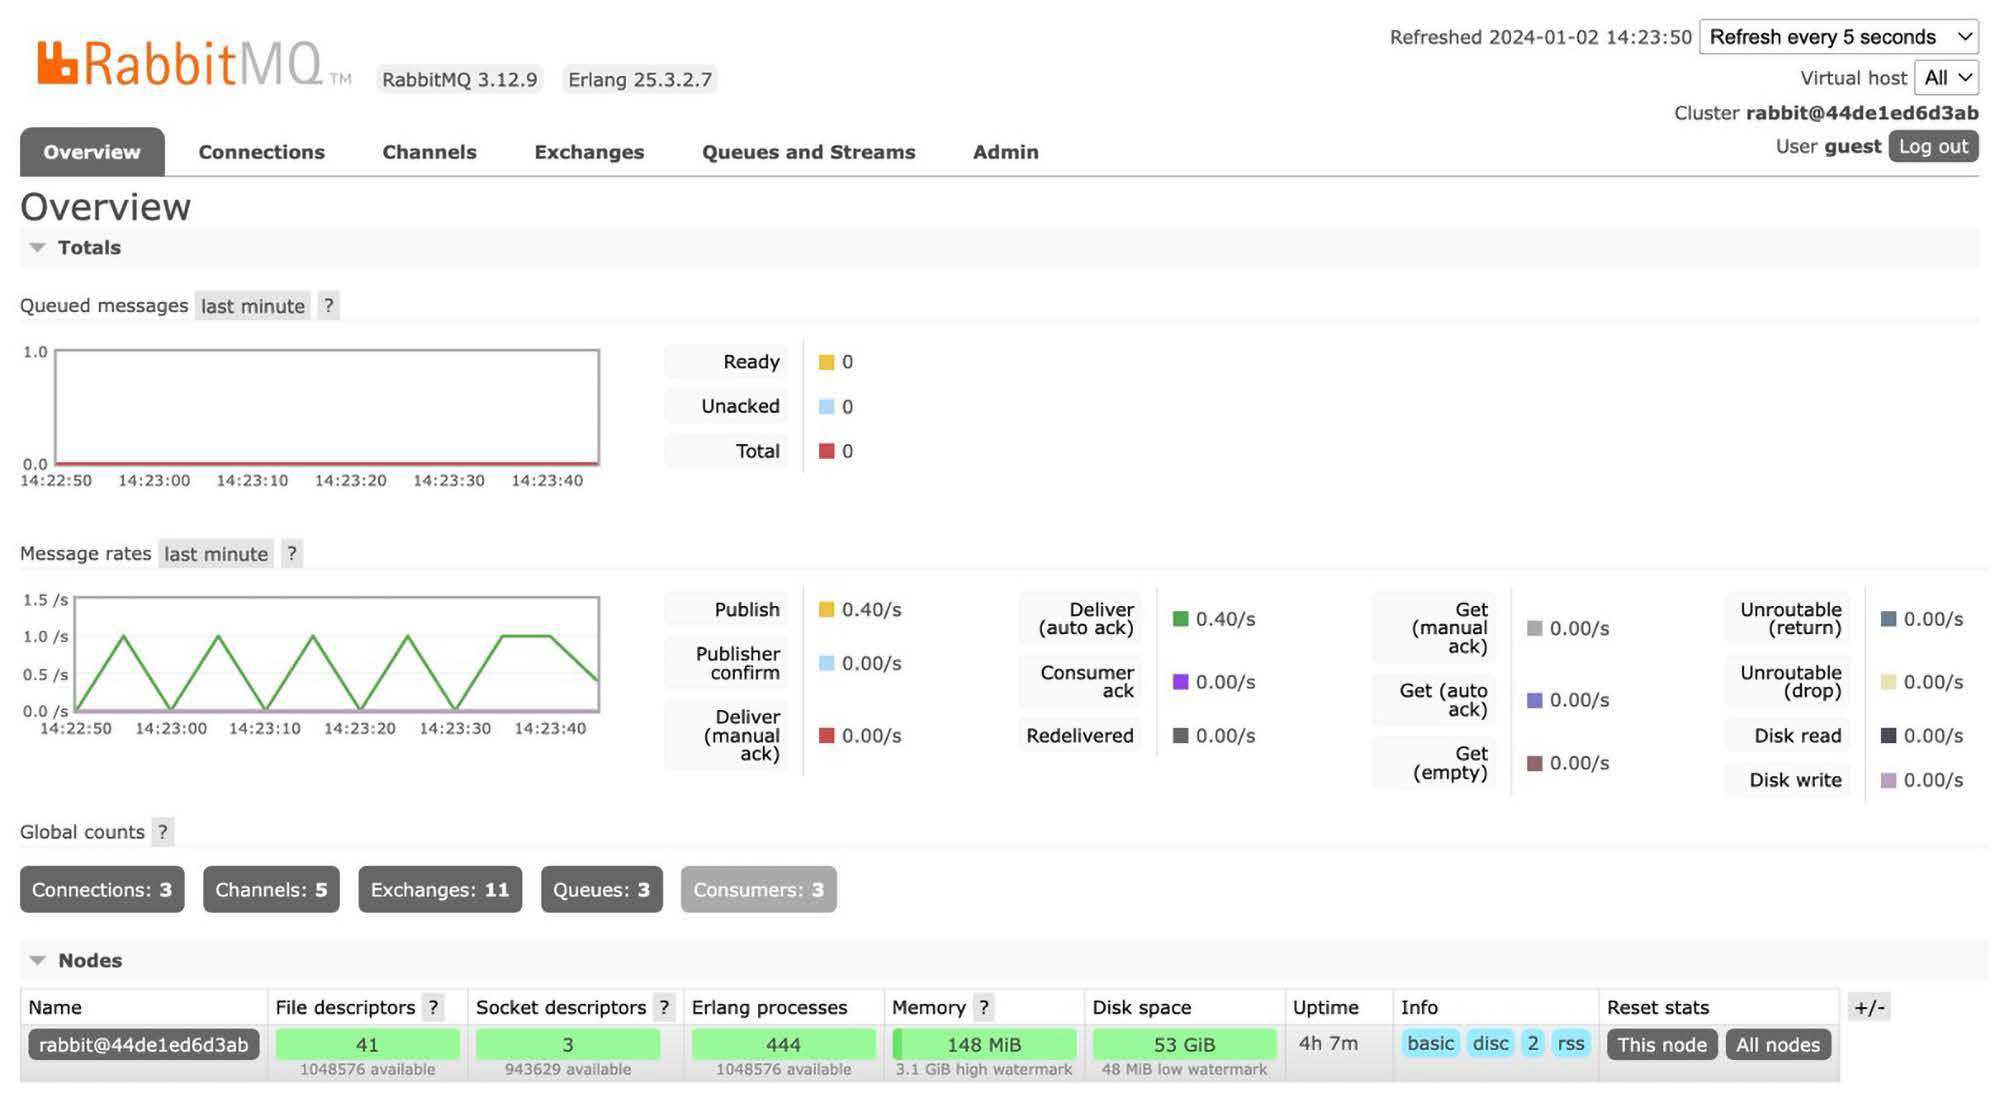 RabbitMQ TM RabbitMQ 3.12.9 Erlang 25.3.2.7
Refreshed 2024-01-02 14:23:50 Refresh every 5 seconds
Virtual host All
Cluster rabbit@44de1ed6d3ab
User guest Log out
Overview Connections Channels Exchanges Queues and Streams Admin
Overview
Totals
Queued messages last minute ?
1.0
0.0
14:22:50 14:23:00 14:23:10 14:23:20 14:23:30 14:23:40
Ready 0
Unacked 0
Total 0
Message rates last minute ?
1.5 /s
1.0 /s
0.5 /s
0.0 /s
14:22:50 14:23:00 14:23:10 14:23:20 14:23:30 14:23:40
Publish 0.40/s
Publisher
confirm 0.00/s
Deliver
(manual
ack) 0.00/s
Deliver
(auto ack) 0.40/s
Consumer
ack 0.00/s
Redelivered 0.00/s
Get
(manual
ack) 0.00/s
Get (auto
ack) 0.00/s
Get
(empty) 0.00/s
Unroutable
(return) 0.00/s
Unroutable
(drop) 0.00/s
Disk read 0.00/s
Disk write 0.00/s
Global counts ?
Connections: 3 Channels: 5 Exchanges: 11 Queues: 3 Consumers: 3
Nodes
Name File descriptors ? Socket descriptors ? Erlang processes Memory ? Disk space Uptime Info Reset stats +/-
rabbit@44de1ed6d3ab 41 3 444 148 MiB 53 GiB 4h 7m basic disc 2 rss This node All nodes
1048576 available 943629 available 1048576 available 3.1 GiB high watermark 48 MiB low watermark